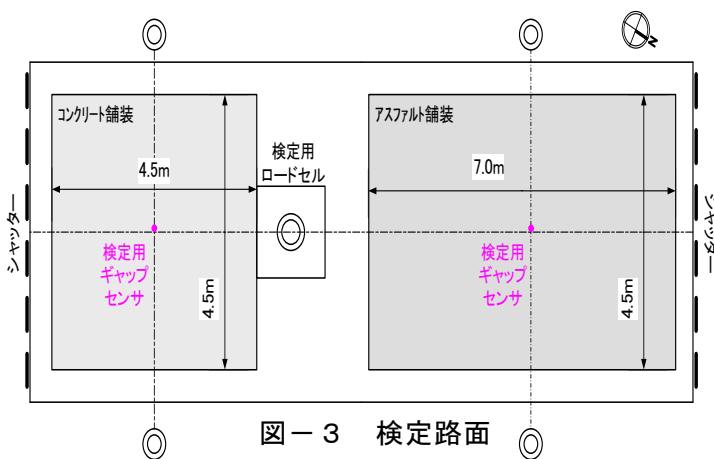 N
コンクリート舗装
アスファルト舗装
検定用
ロードセル
4.5m
7.0m
シャッター
シャッター
検定用
ギャップ
センサ
検定用
ギャップ
センサ
4.5m
4.5m
図－３　検定路面